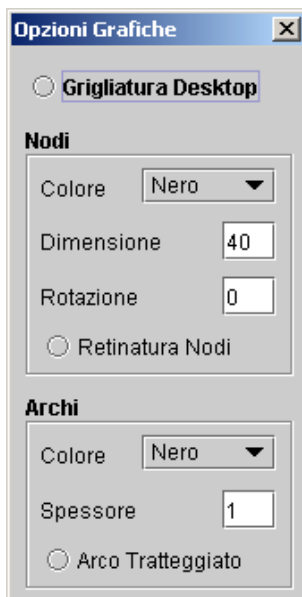 Opzioni Grafiche
Grigliatura Desktop
Nodi
Colore Nero
Dimensione 40
Rotazione 0
Retinatura Nodi
Archi
Colore Nero
Spessore 1
Arco Tratteggiato